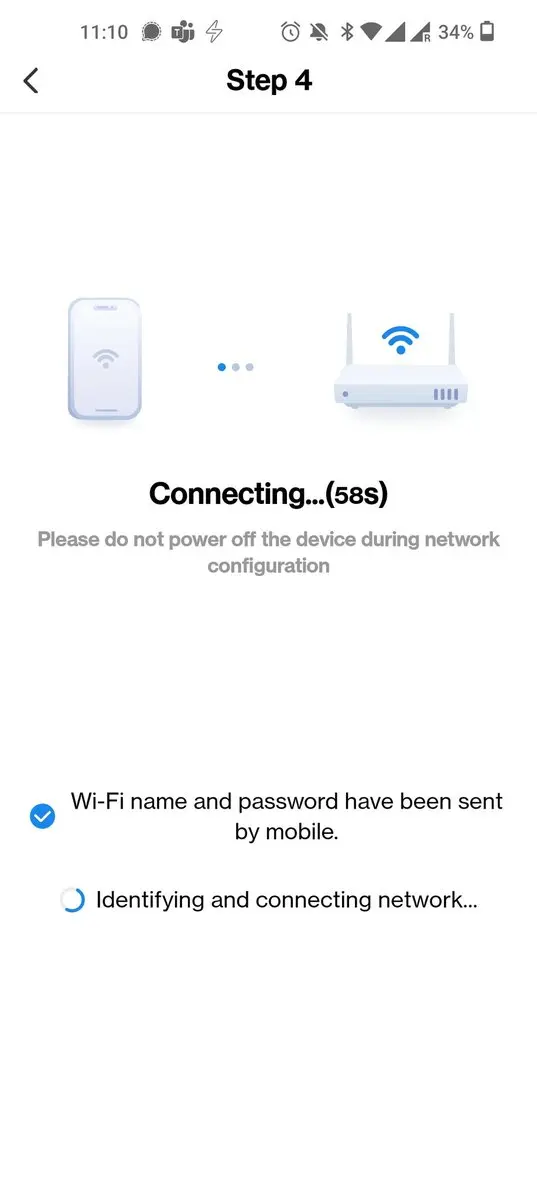 11:10
34%
Step 4
Connecting...(58s)
Please do not power off the device during network
configuration
Wi-Fi name and password have been sent
by mobile.
Identifying and connecting network...